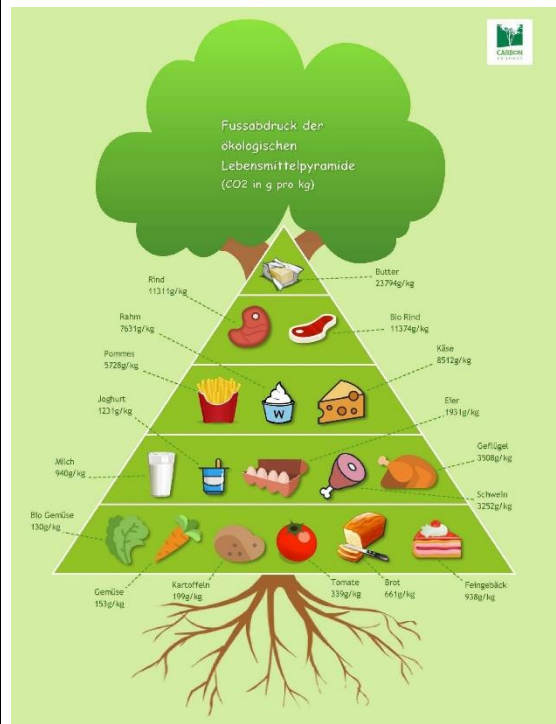 CARBON
Fussabdruck der
ökologischen
Lebensmittelpyramide
(CO2 in g pro kg)
Butter
23794g/kg
Rind
11311g/kg
Bio Rind
11374g/kg
Rahm
7631g/kg
Käse
8512g/kg
Pommes
5728g/kg
Joghurt
1231g/kg
Eier
1931g/kg
W
Geflügel
3508g/kg
Milch
940g/kg
Schwein
3252g/kg
Bio Gemüse
130g/kg
Gemüse
153g/kg
Kartoffeln
199g/kg
Tomate
339g/kg
Brot
661g/kg
Feingebäck
938g/kg